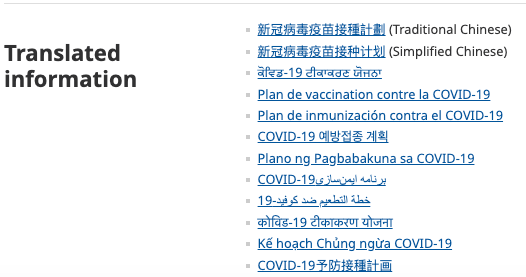 Translated
information
新冠病毒疫苗接種計劃 (Traditional Chinese)
新冠病毒疫苗接种计划 (Simplified Chinese)
ਕੋਵਿਡ-19 ਟੀਕਾਕਰਣ ਯੋਜਨਾ
Plan de vaccination contre la COVID-19
Plan de inmunización contra el COVID-19
COVID-19 예방접종 계획
Plano ng Pagbabakuna sa COVID-19
COVID-19برنامه ایمن‌سازی
خطة التطعيم ضد كوفيد-19
कोविड-19 टीकाकरण योजना
Kế hoạch Chủng ngừa COVID-19
COVID-19予防接種計画